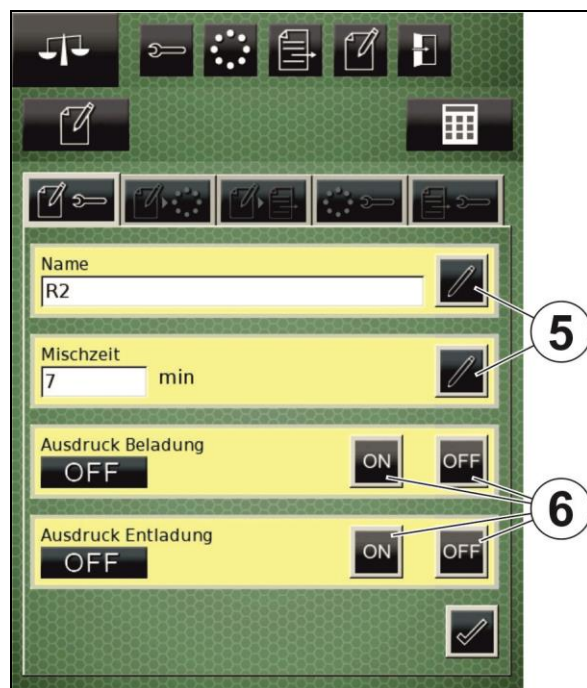 Name
R2
5
Mischzeit
7 min
Ausdruck Beladung
OFF ON OFF
6
Ausdruck Entladung
OFF ON OFF